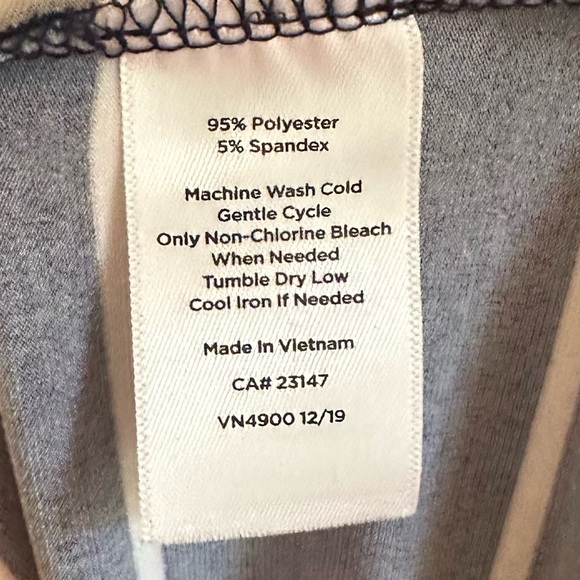 95% Polyester
5% Spandex
Machine Wash Cold
Gentle Cycle
Only Non-Chlorine Bleach
When Needed
Tumble Dry Low
Cool Iron If Needed
Made In Vietnam
CA# 23147
VN4900 12/19